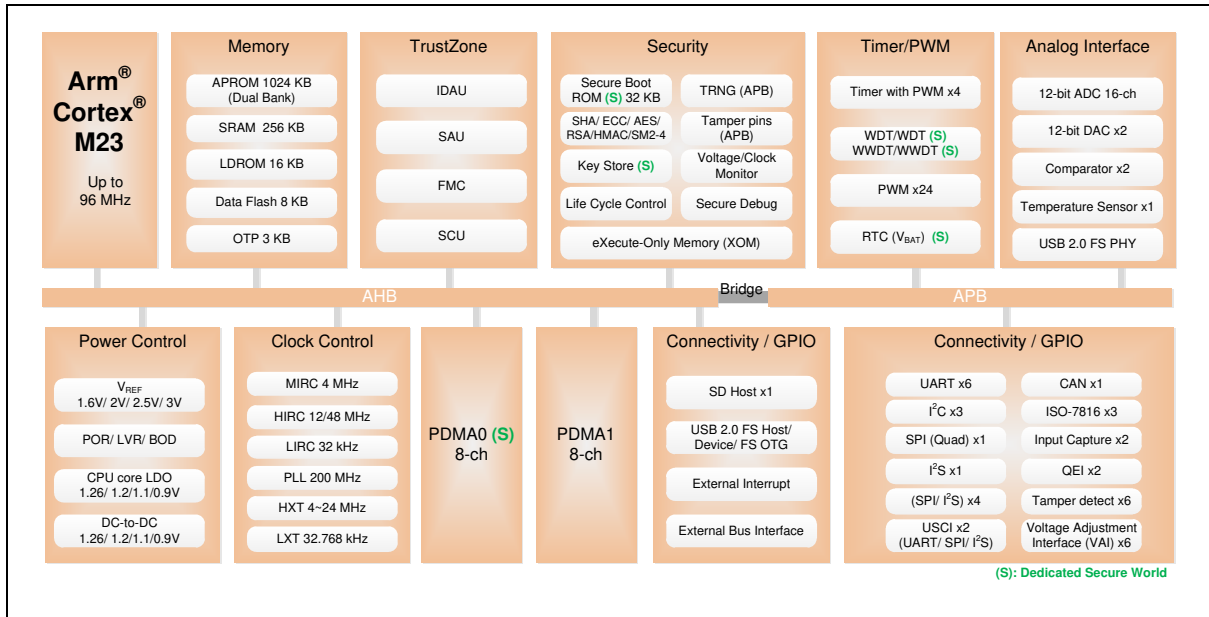 Arm®
Cortex®
M23
Up to
96 MHz
Memory
APROM 1024 KB
(Dual Bank)
SRAM 256 KB
LDROM 16 KB
Data Flash 8 KB
OTP 3 KB
TrustZone
IDAU
SAU
FMC
SCU
Security
Secure Boot
ROM (S) 32 KB
TRNG (APB)
SHA/ ECC/ AES/
RSA/HMAC/SM2-4
Tamper pins
(APB)
Key Store (S)
Voltage/Clock
Monitor
Life Cycle Control
Secure Debug
eXecute-Only Memory (XOM)
Timer/PWM
Timer with PWM x4
WDT/WDT (S)
WWDT/WWDT (S)
PWM x24
RTC (VBAT) (S)
Analog Interface
12-bit ADC 16-ch
12-bit DAC x2
Comparator x2
Temperature Sensor x1
USB 2.0 FS PHY
AHB
Bridge
APB
Power Control
VREF
1.6V/ 2V/ 2.5V/ 3V
POR/ LVR/ BOD
CPU core LDO
1.26/ 1.2/1.1/0.9V
DC-to-DC
1.26/ 1.2/1.1/0.9V
Clock Control
MIRC 4 MHz
HIRC 12/48 MHz
LIRC 32 kHz
PLL 200 MHz
HXT 4~24 MHz
LXT 32.768 kHz
PDMA0 (S)
8-ch
PDMA1
8-ch
Connectivity / GPIO
SD Host x1
USB 2.0 FS Host/
Device/ FS OTG
External Interrupt
External Bus Interface
Connectivity / GPIO
UART x6
CAN x1
I²C x3
ISO-7816 x3
SPI (Quad) x1
Input Capture x2
I²S x1
QEI x2
(SPI/ I²S) x4
Tamper detect x6
USCI x2
(UART/ SPI/ I²S)
Voltage Adjustment
Interface (VAI) x6
(S): Dedicated Secure World